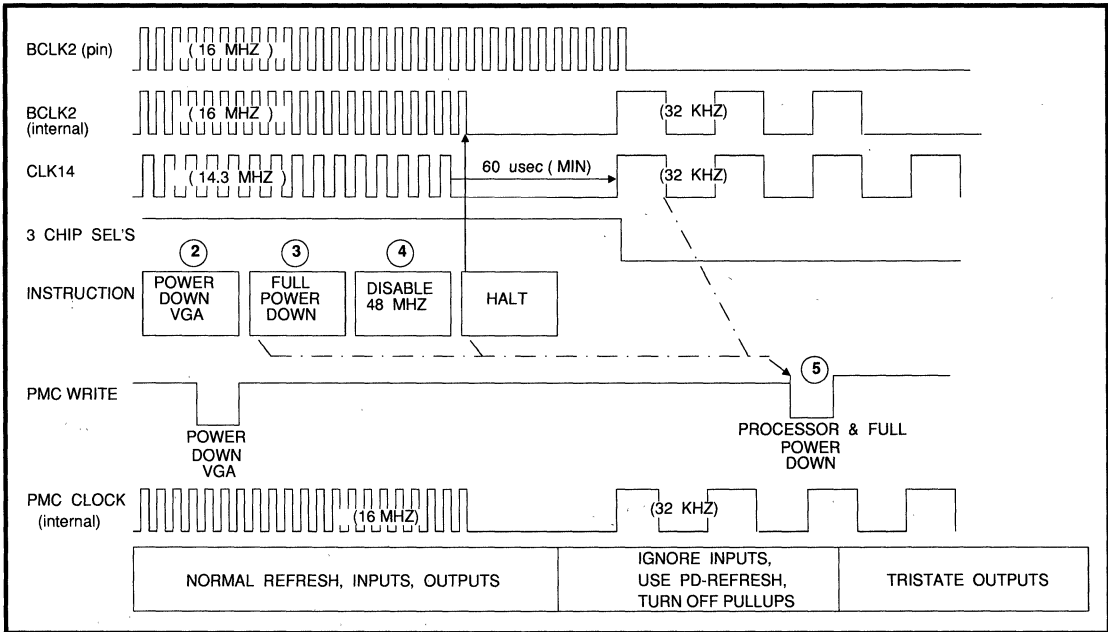 BCLK2 (pin)
( 16 MHZ )
BCLK2
(internal)
(16 MHZ )
(32 KHZ)
CLK14
( 14.3 MHZ )
60 usec ( MIN)
(32 KHZ)
3 CHIP SEL'S
2
3
4
INSTRUCTION
POWER
DOWN
VGA
FULL
POWER
DOWN
DISABLE
48 MHZ
HALT
5
PMC WRITE
POWER
DOWN
VGA
PROCESSOR & FULL
POWER
DOWN
PMC CLOCK
(internal)
(16 MHZ)
(32 KHZ)
NORMAL REFRESH, INPUTS, OUTPUTS
IGNORE INPUTS,
USE PD-REFRESH,
TURN OFF PULLUPS
TRISTATE OUTPUTS